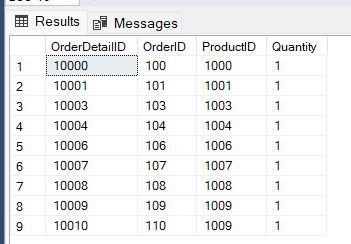 Results Messages
OrderDetailID OrderID ProductID Quantity
1 10000 100 1000 1
2 10001 101 1001 1
3 10003 103 1003 1
4 10004 104 1004 1
5 10006 106 1006 1
6 10007 107 1007 1
7 10008 108 1008 1
8 10009 109 1009 1
9 10010 110 1009 1